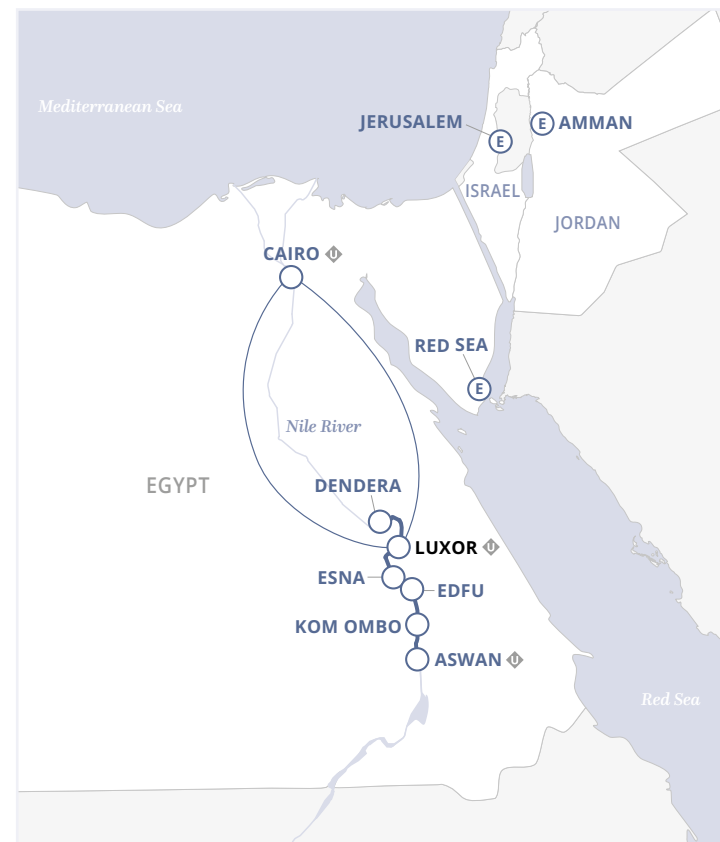 Mediterranean Sea
JERUSALEM
E
E
AMMAN
ISRAEL
JORDAN
CAIRO U
RED SEA
E
Nile River
EGYPT
DENDERA
LUXOR U
ESNA
EDFU
KOM OMBO
ASWAN U
Red Sea